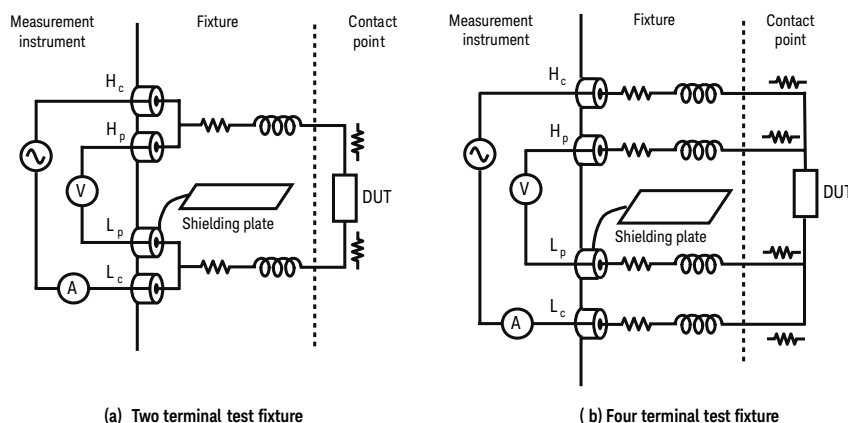 Measurement
instrument
Fixture
Contact
point
H c
H p
V
L p
Shielding plate
L c
A
DUT
(a) Two terminal test fixture
Measurement
instrument
Fixture
Contact
point
H c
H p
V
L p
Shielding plate
L c
A
DUT
( b) Four terminal test fixture